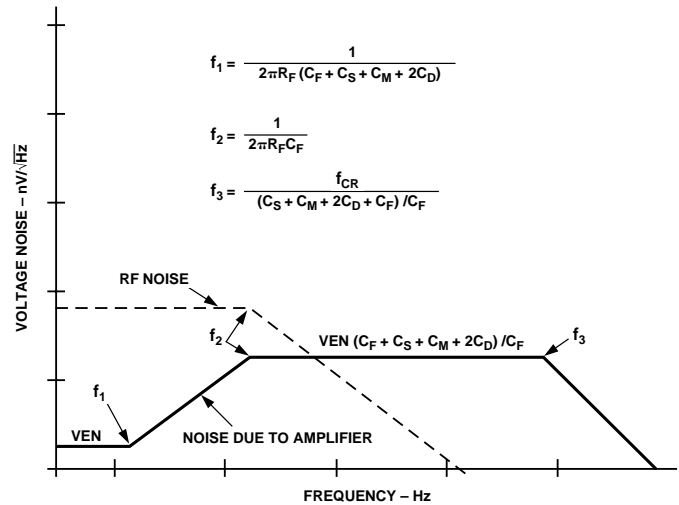 f1 = 1 / 2πRF (CF + CS + CM + 2CD)
f2 = 1 / 2πRFCF
f3 = fCR / (CS + CM + 2CD + CF) /CF
VOLTAGE NOISE – nV/√Hz
RF NOISE
f2
VEN (CF + CS + CM + 2CD) /CF
f3
f1
VEN
NOISE DUE TO AMPLIFIER
FREQUENCY – Hz